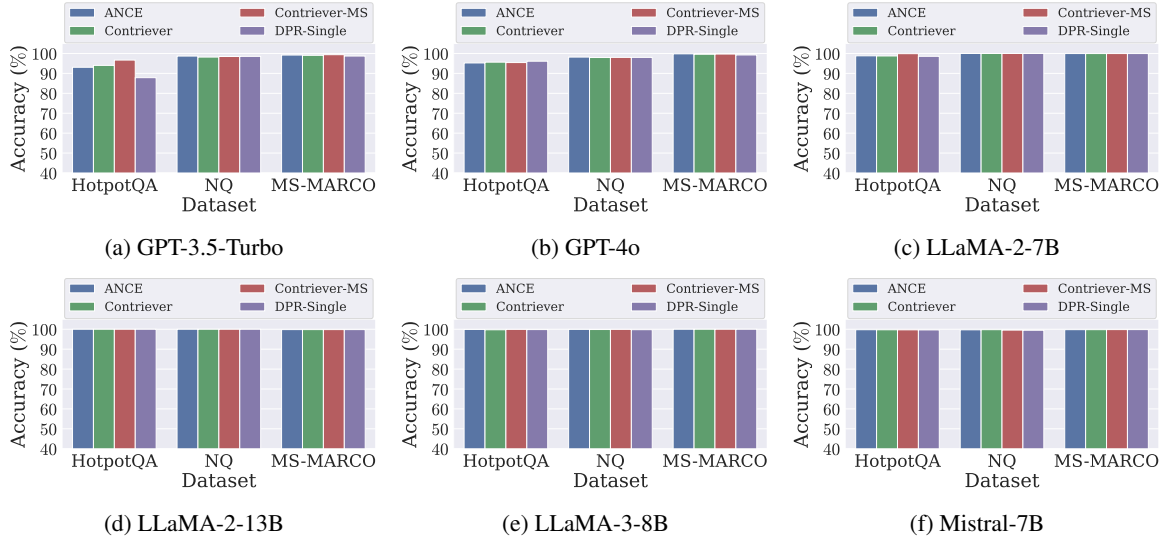 ANCE Contriever-MS
Contriever DPR-Single
Accuracy (%)
100
90
80
70
60
50
40
HotpotQA NQ MS-MARCO
Dataset
(a) GPT-3.5-Turbo
ANCE Contriever-MS
Contriever DPR-Single
Accuracy (%)
100
90
80
70
60
50
40
HotpotQA NQ MS-MARCO
Dataset
(b) GPT-4o
ANCE Contriever-MS
Contriever DPR-Single
Accuracy (%)
100
90
80
70
60
50
40
HotpotQA NQ MS-MARCO
Dataset
(c) LLaMA-2-7B
ANCE Contriever-MS
Contriever DPR-Single
Accuracy (%)
100
90
80
70
60
50
40
HotpotQA NQ MS-MARCO
Dataset
(d) LLaMA-2-13B
ANCE Contriever-MS
Contriever DPR-Single
Accuracy (%)
100
90
80
70
60
50
40
HotpotQA NQ MS-MARCO
Dataset
(e) LLaMA-3-8B
ANCE Contriever-MS
Contriever DPR-Single
Accuracy (%)
100
90
80
70
60
50
40
HotpotQA NQ MS-MARCO
Dataset
(f) Mistral-7B